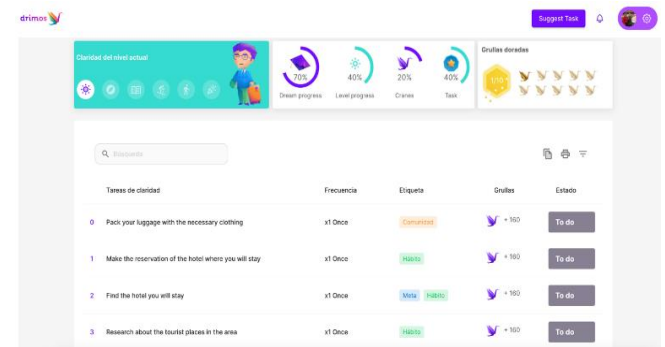 drimos
Suggest Task
Claridad del nivel actual
70%
Dream progress
40%
Level progress
20%
Cranes
40%
Task
Grullas doradas
1/10
Búsqueda
Tareas de claridad Frecuencia Etiqueta Grullas Estado
0 Pack your luggage with the necessary clothing x1 Once Comunidad + 160 To do
1 Make the reservation of the hotel where you will stay x1 Once Hábito + 160 To do
2 Find the hotel you will stay x1 Once Meta Hábito + 160 To do
3 Research about the tourist places in the area x1 Once Hábito + 160 To do